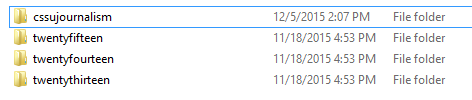 cssujournalism 12/5/2015 2:07 PM File folder
twentyfifteen 11/18/2015 4:53 PM File folder
twentyfourteen 11/18/2015 4:53 PM File folder
twentythirteen 11/18/2015 4:53 PM File folder